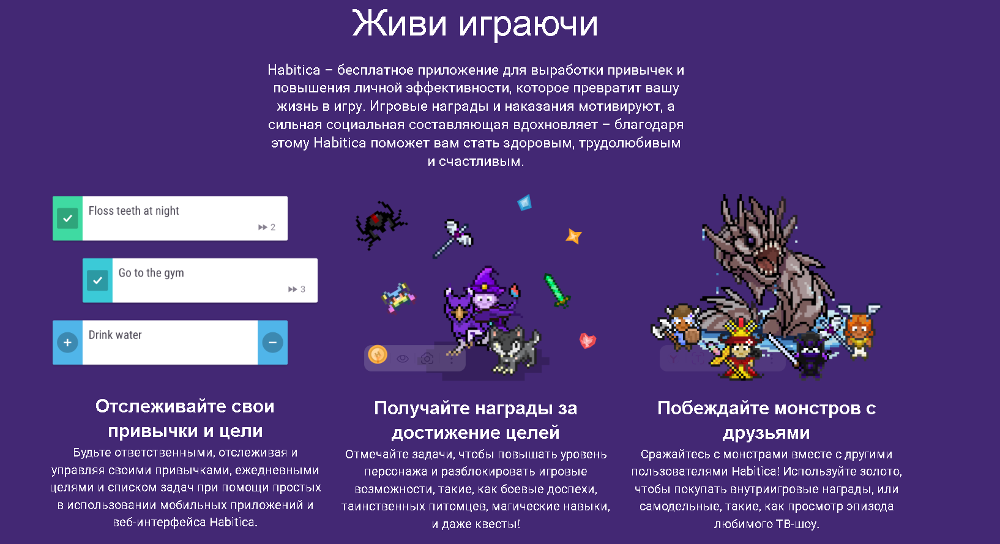 Живи играючи
Habitica – бесплатное приложение для выработки привычек и
повышения личной эффективности, которое превратит вашу
жизнь в игру. Игровые награды и наказания мотивируют, а
сильная социальная составляющая вдохновляет – благодаря
этому Habitica поможет вам стать здоровым, трудолюбивым
и счастливым.
Floss teeth at night
2
Go to the gym
3
Drink water
Отслеживайте свои
привычки и цели
Будьте ответственными, отслеживая и
управляя своими привычками, ежедневными
целями и списком задач при помощи простых
в использовании мобильных приложений и
веб-интерфейса Habitica.
Получайте награды за
достижение целей
Отмечайте задачи, чтобы повышать уровень
персонажа и разблокировать игровые
возможности, такие, как боевые доспехи,
таинственных питомцев, магические навыки,
и даже квесты!
Побеждайте монстров с
друзьями
Сражайтесь с монстрами вместе с другими
пользователями Habitica! Используйте золото,
чтобы покупать внутриигровые награды, или
самодельные, такие, как просмотр эпизода
любимого ТВ-шоу.